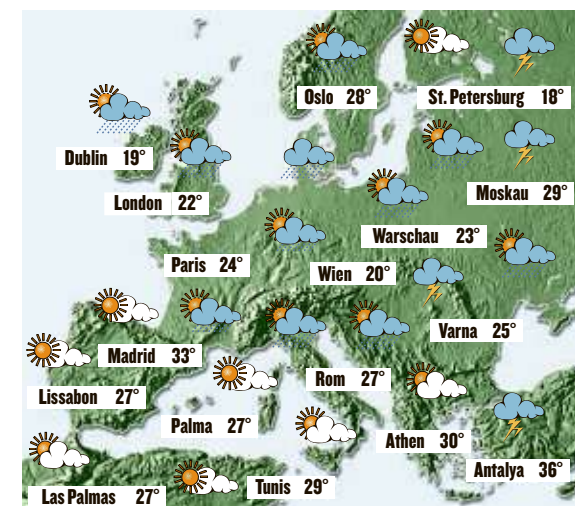 Oslo 28°
St. Petersburg 18°
Dublin 19°
London 22°
Moskau 29°
Warschau 23°
Paris 24°
Wien 20°
Varna 25°
Madrid 33°
Rom 27°
Lissabon 27°
Palma 27°
Athen 30°
Antalya 36°
Las Palmas 27°
Tunis 29°